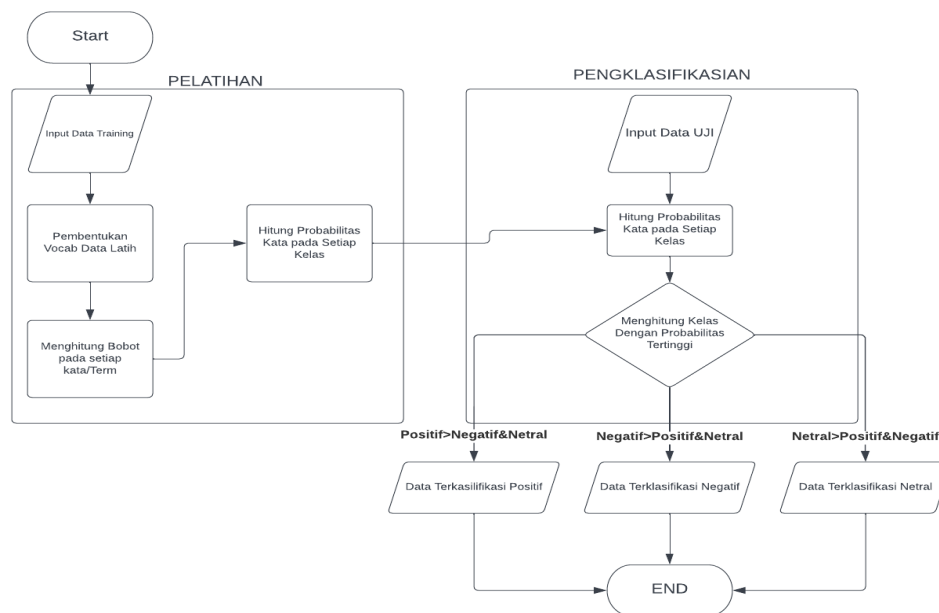 Start
PELATIHAN
Input Data Training
Pembentukan
Vocab Data Latih
Menghitung Bobot
pada setiap
kata/Term
Hitung Probabilitas
Kata pada Setiap
Kelas
PENGKLASIFIKASIAN
Input Data UJI
Hitung Probabilitas
Kata pada Setiap
Kelas
Menghitung Kelas
Dengan Probabilitas
Tertinggi
Positif>Negatif&Netral
Negatif>Positif&Netral
Netral>Positif&Negatif
Data Terkasilifikasi Positif
Data Terklasifikasi Negatif
Data Terklasifikasi Netral
END